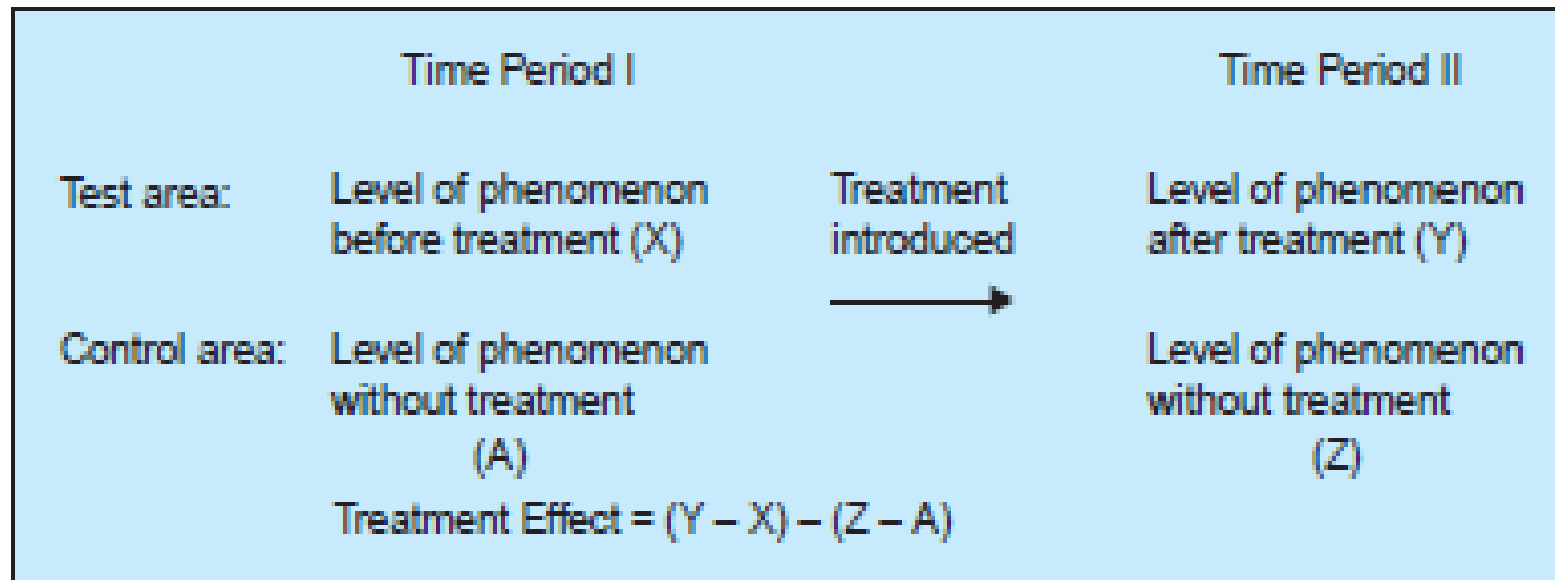 Time Period I Time Period II
Test area: Level of phenomenon Treatment Level of phenomenon
before treatment (X) introduced after treatment (Y)
Control area: Level of phenomenon Level of phenomenon
without treatment without treatment
(A) (Z)
Treatment Effect = (Y – X) – (Z – A)